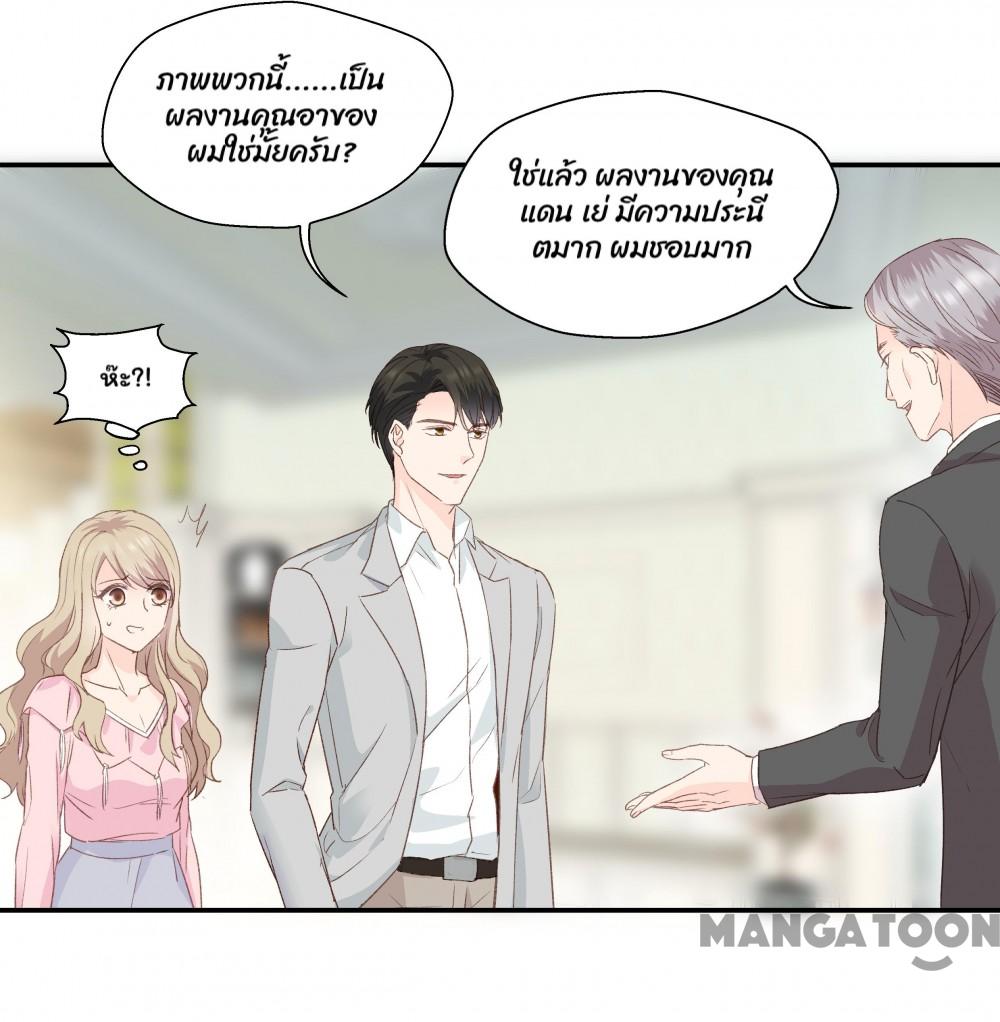 ภาพพวกนี้......เป็น
ผลงานคุณอาของ
ผมใช่มั้ยครับ?
ใช่แล้ว ผลงานของคุณ
แดน เย่ มีความประนี
ตมาก ผมชอบมาก
ห๊ะ?!
MANGATOON